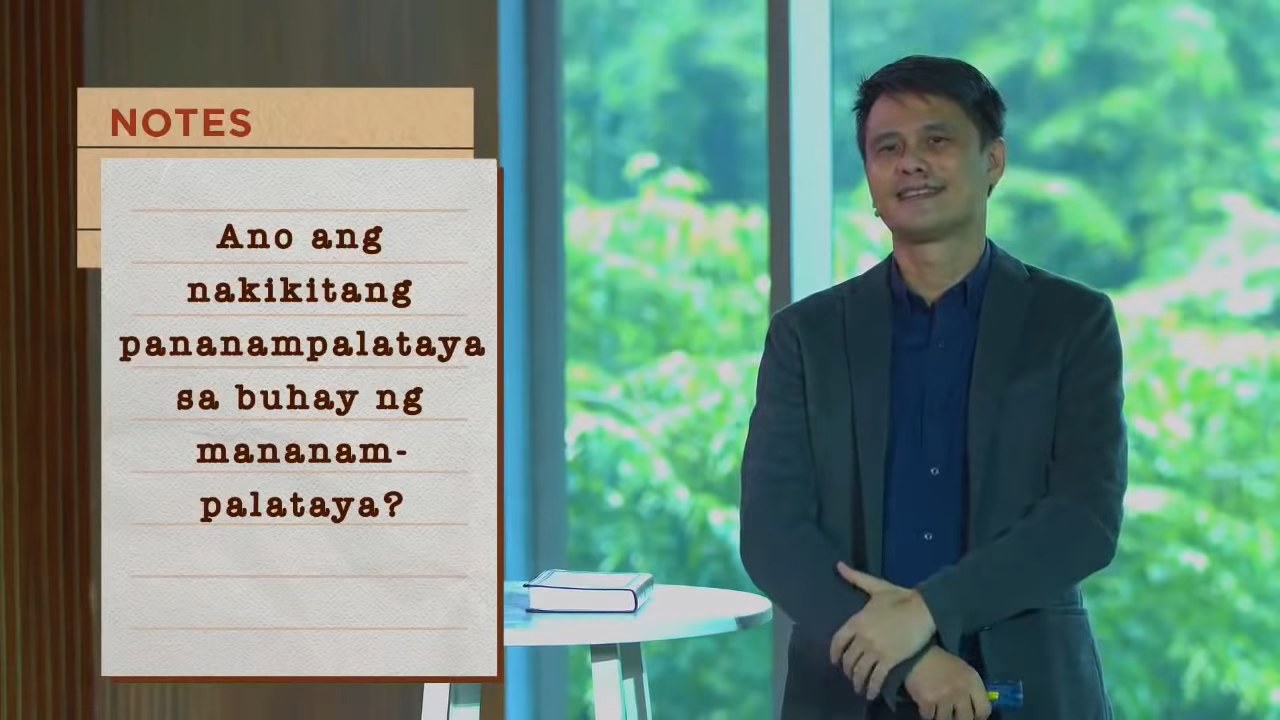 NOTES
Ano ang
nakikitang
pananampalataya
sa buhay ng
mananam-
palataya?